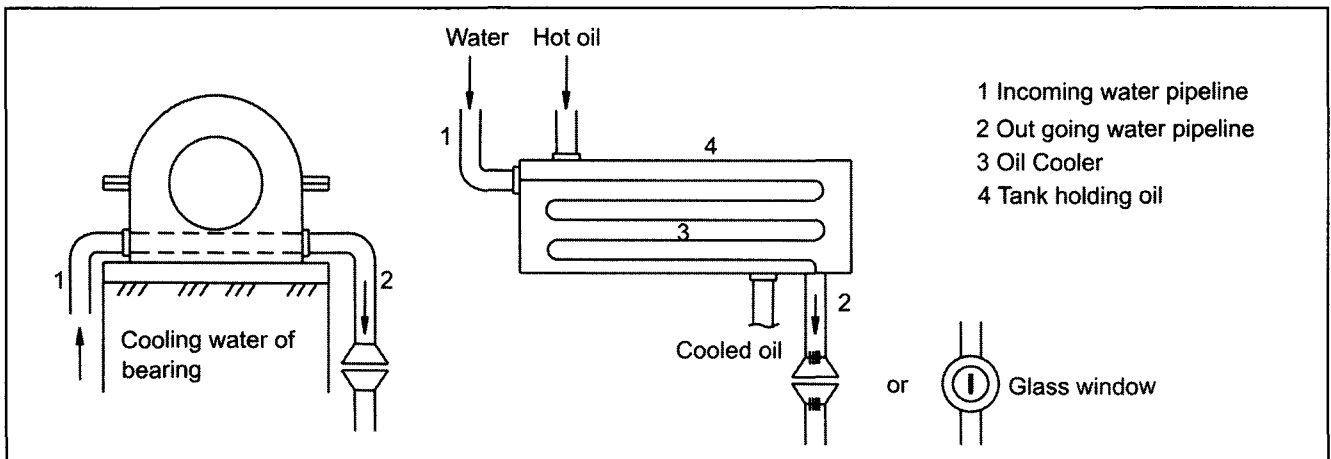 Water
Hot oil
1
4
3
2
Cooled oil
or
Glass window
1
2
Cooling water of
bearing
1 Incoming water pipeline
2 Out going water pipeline
3 Oil Cooler
4 Tank holding oil